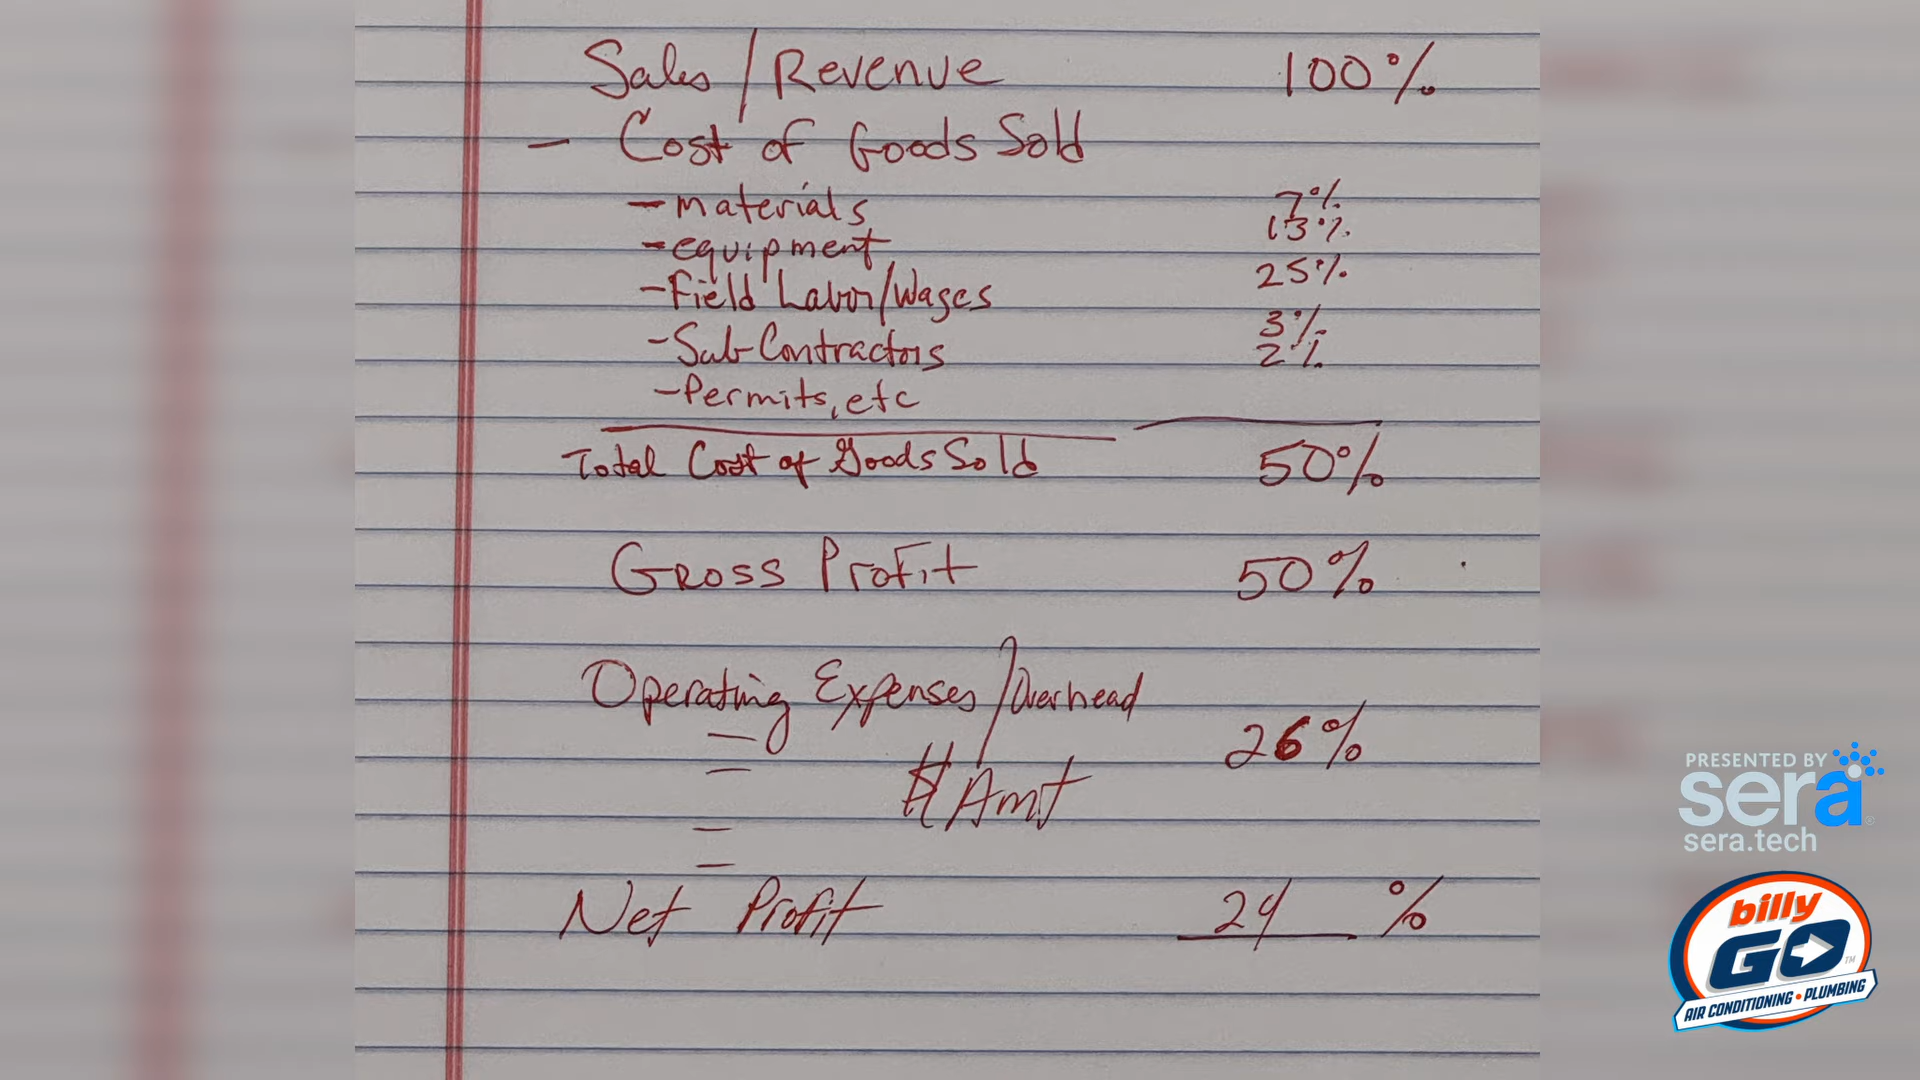 Sales / Revenue 100%
- Cost of Goods Sold
- materials 7%
- equipment 13%
- Field Labor/Wages 25%
- Sub-Contractors 3%
- Permits, etc 2%
Total Cost of Goods Sold 50%
Gross Profit 50%
Operating Expenses / Overhead
26%
$ Amt
Net Profit 24 %
PRESENTED BY
sera
sera.tech
billy
GO
AIR CONDITIONING • PLUMBING